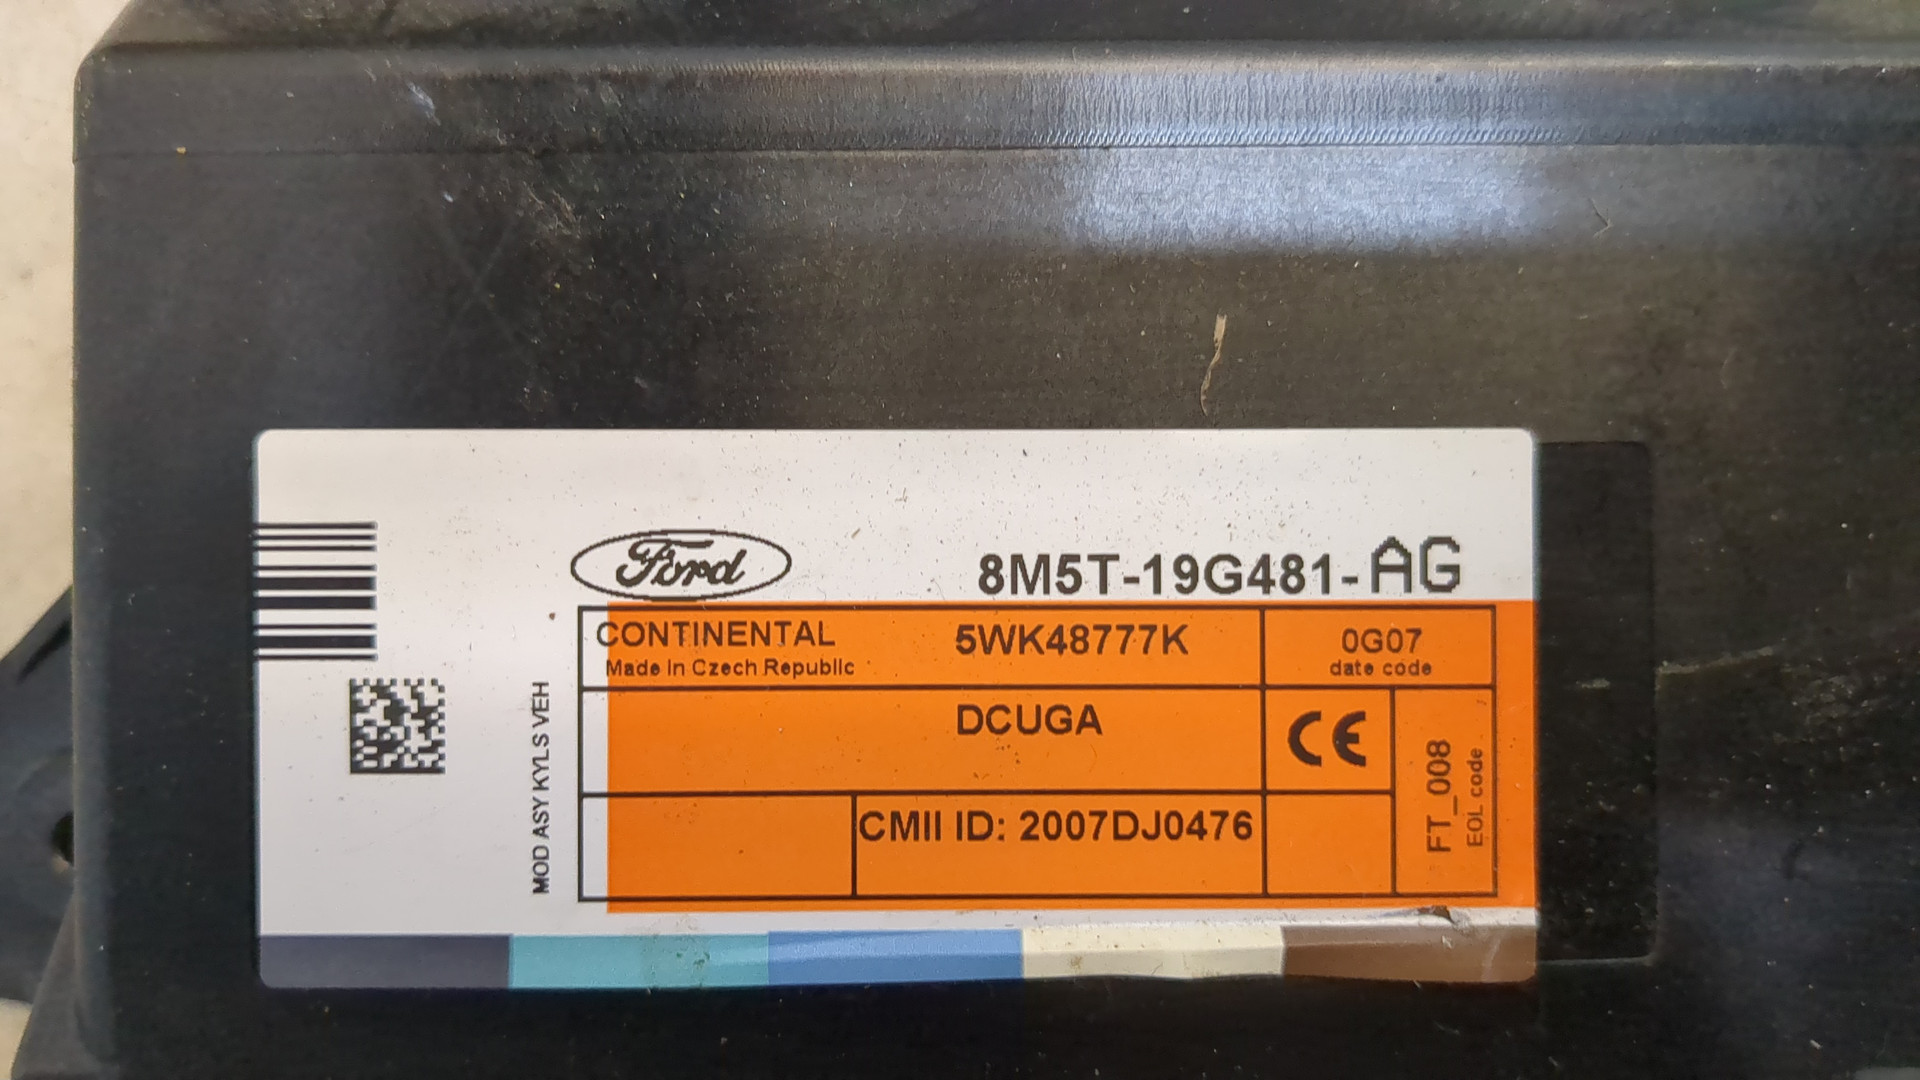 Ford
8M5T-19G481-AG
CONTINENTAL 5WK48777K 0G07
Made in Czech Republic date code
DCUGA
CMII ID: 2007DJ0476
FT_008
EOL code
MOD ASY KYLS VEH